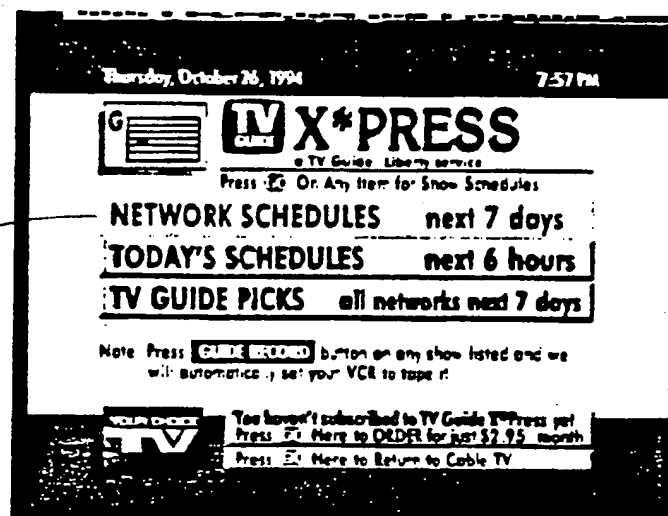 Thursday, October 26, 1994 7:57 PM
G
TV GUIDE X*PRESS
a TV Guide Liberty service
Press Go On Any Item for Show Schedules
NETWORK SCHEDULES next 7 days
TODAY'S SCHEDULES next 6 hours
TV GUIDE PICKS all networks next 7 days
Note Press GUIDE RECORD button on any show listed and we
will automatically set your VCR to tape it
YOUR CHOICE TV
You haven't subscribed to TV Guide X*Press yet
Press Here to ORDER for just $2.95 month
Press Here to Return to Cable TV